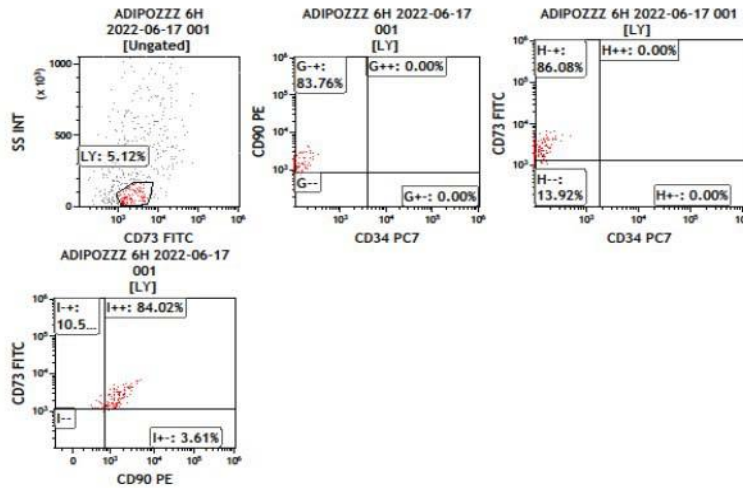 ADIPOZZZ 6H
2022-06-17 001
[Ungated]
SS INT
(x 10³)
1000
500
0
LY: 5.12%
10³ 10⁴ 10⁵ 10⁶
CD73 FITC
ADIPOZZZ 6H 2022-06-17
001
[LY]
CD90 PE
10⁶
10⁵
10⁴
10³
G-+:
83.76%
G++: 0.00%
G--
G+-: 0.00%
10³ 10⁴ 10⁵ 10⁶
CD34 PC7
ADIPOZZZ 6H 2022-06-17 001
[LY]
CD73 FITC
10⁶
10⁵
10⁴
10³
H-+:
86.08%
H++: 0.00%
H--:
13.92%
H+-: 0.00%
10³ 10⁴ 10⁵ 10⁶
CD34 PC7
ADIPOZZZ 6H 2022-06-17
001
[LY]
CD73 FITC
10⁶
10⁵
10⁴
10³
I-+:
10.5...
I++: 84.02%
I--
I+-: 3.61%
0 10³ 10⁴ 10⁵ 10⁶
CD90 PE